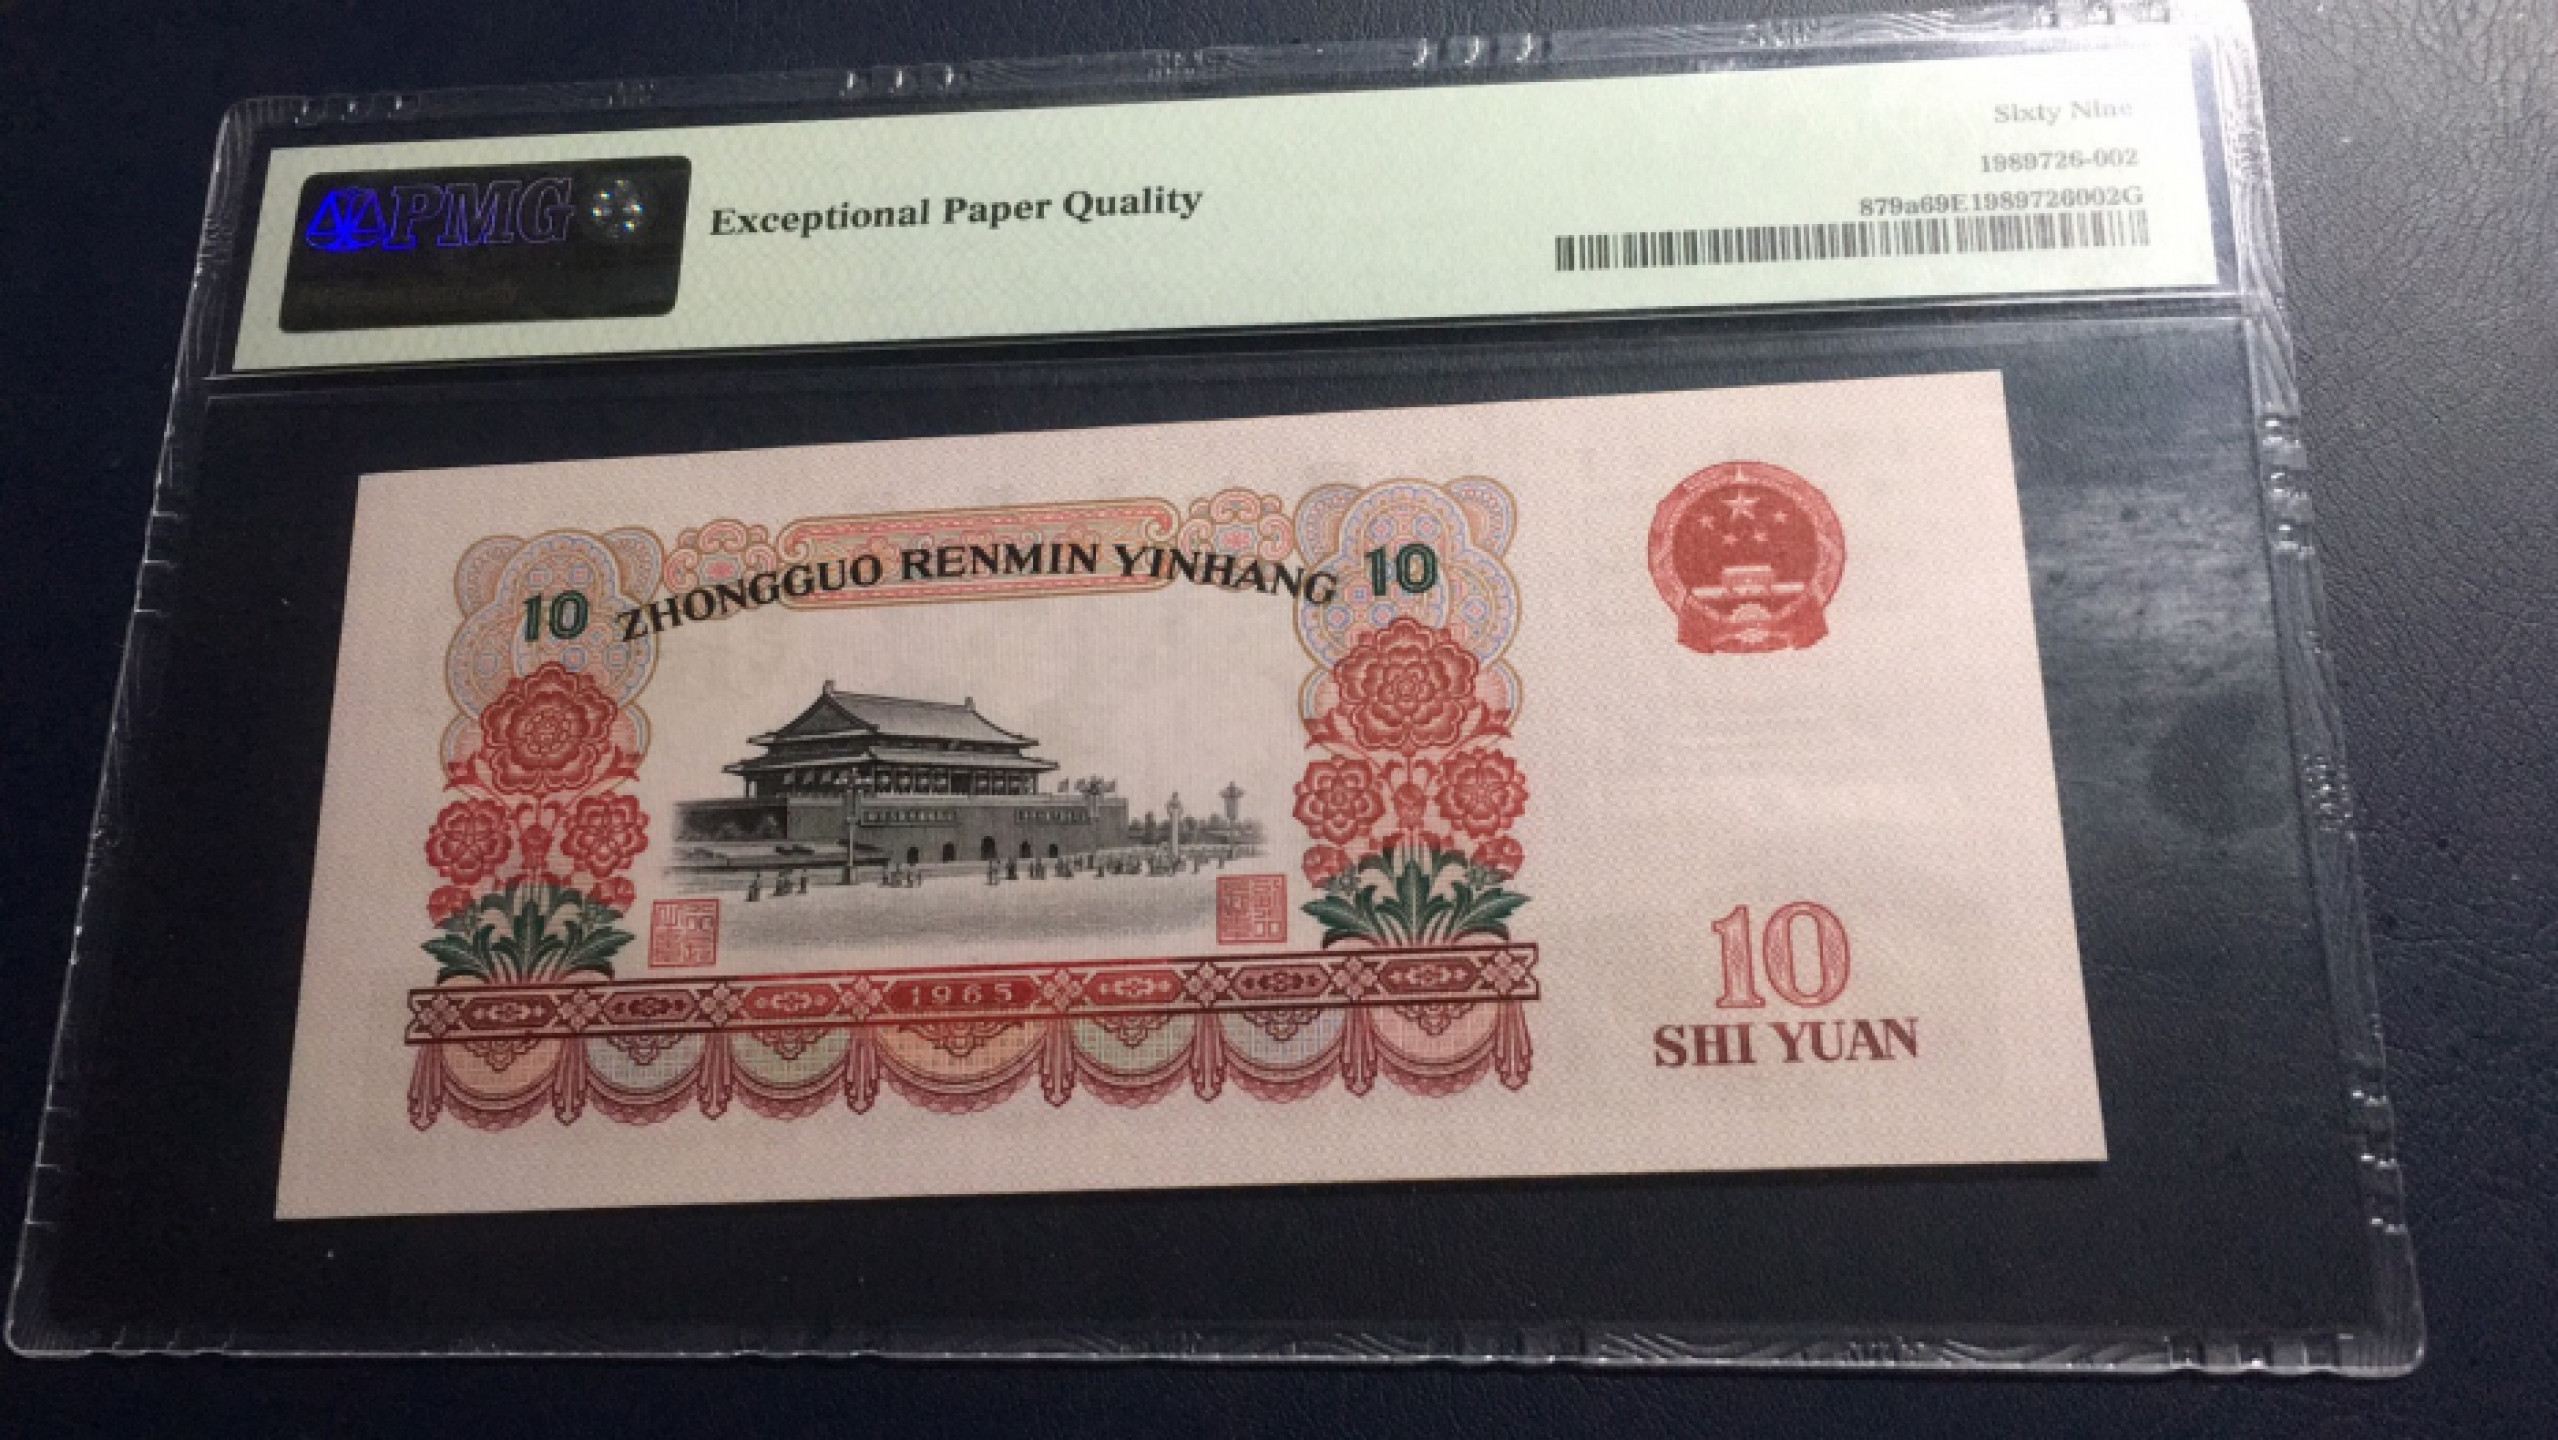 PMG
Exceptional Paper Quality
Sixty Nine
1989726-002
879a69E1989726002G
ZHONGGUO RENMIN YINHANG
10
10
1965
10
SHI YUAN